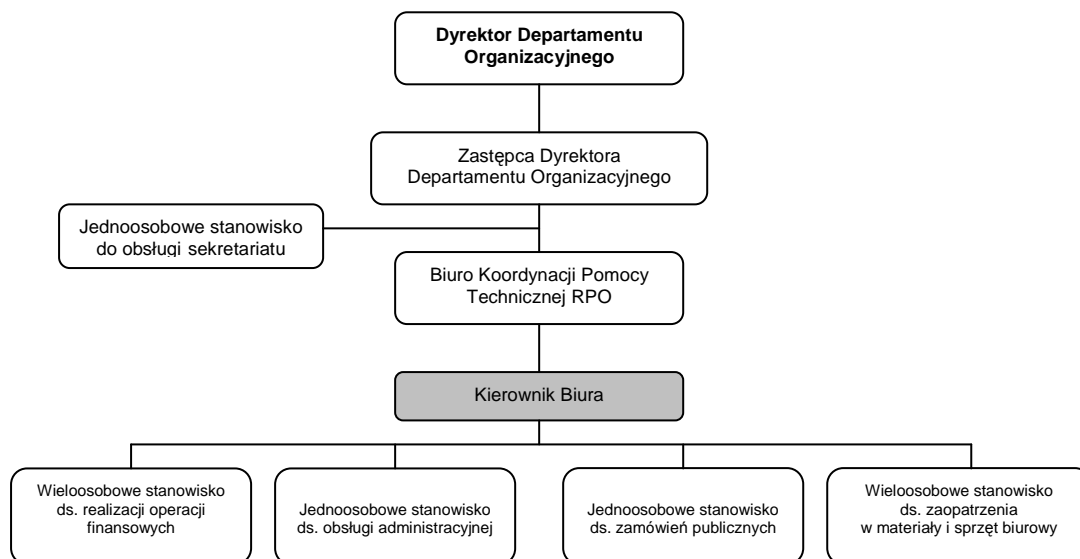 Dyrektor Departamentu
Organizacyjnego
Zastępca Dyrektora
Departamentu Organizacyjnego
Jednoosobowe stanowisko
do obsługi sekretariatu
Biuro Koordynacji Pomocy
Technicznej RPO
Kierownik Biura
Wieloosobowe stanowisko
ds. realizacji operacji
finansowych
Jednoosobowe stanowisko
ds. obsługi administracyjnej
Jednoosobowe stanowisko
ds. zamówień publicznych
Wieloosobowe stanowisko
ds. zaopatrzenia
w materiały i sprzęt biurowy